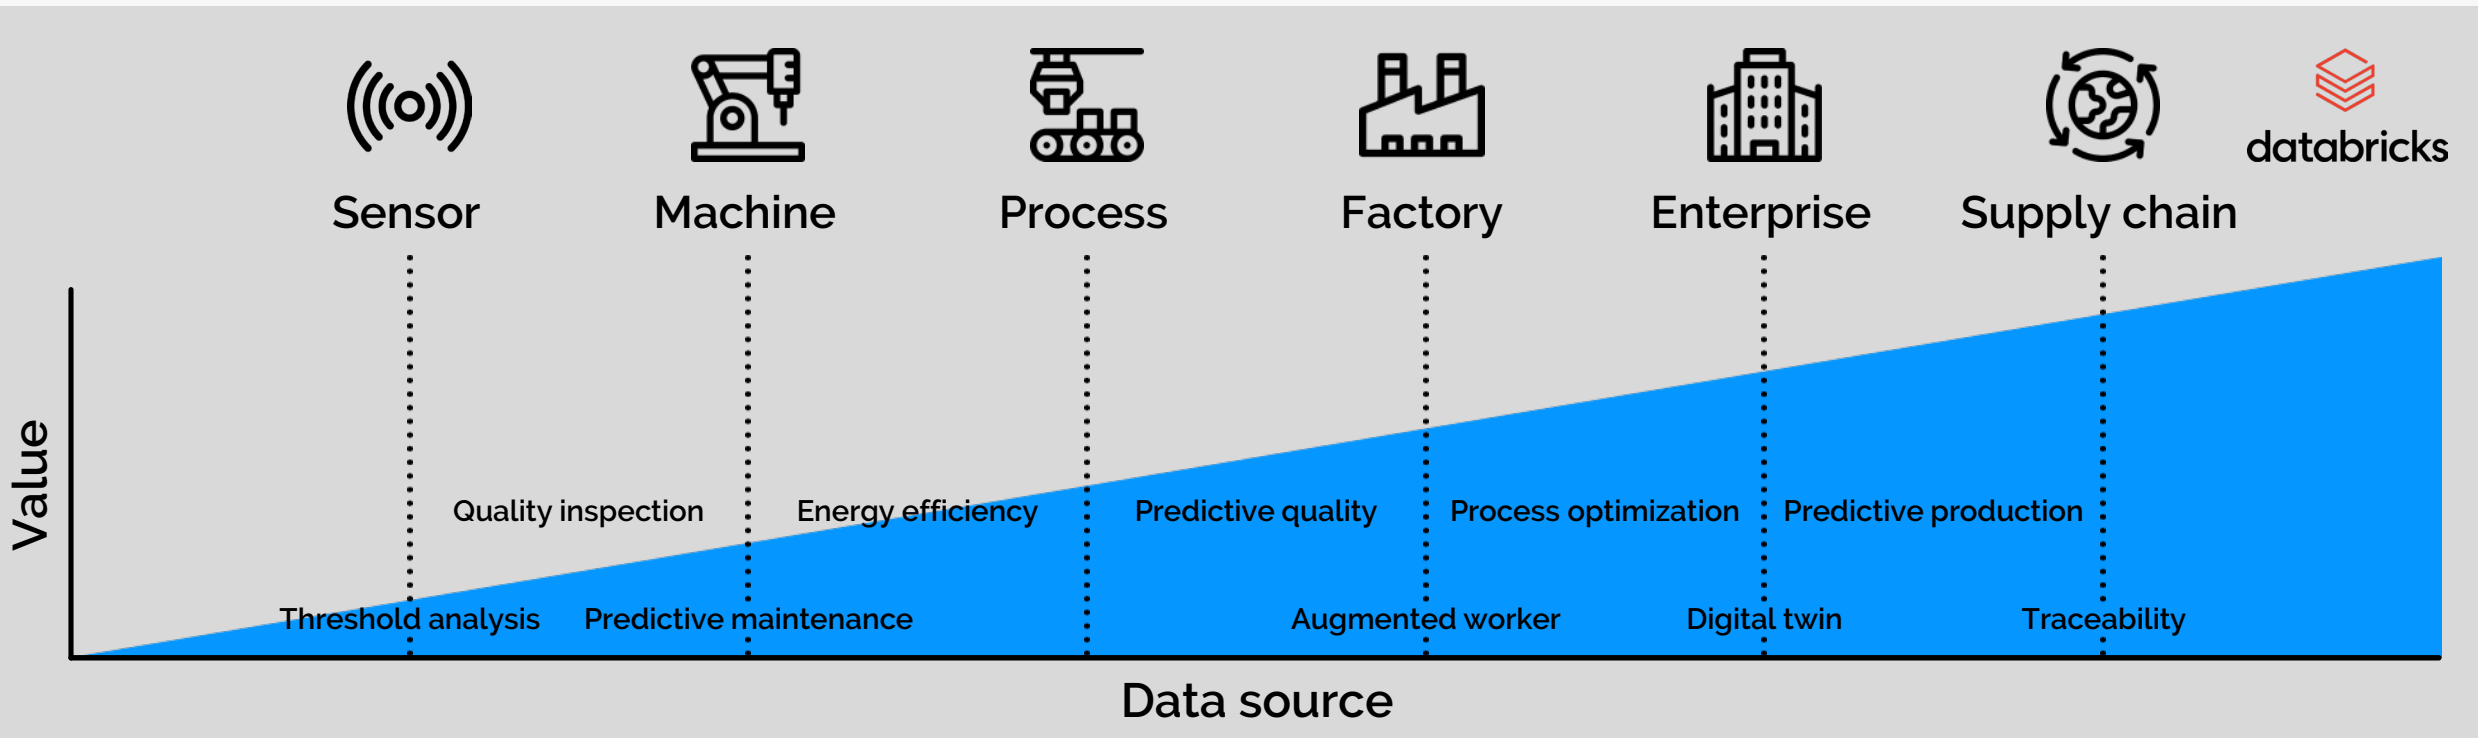 databricks
Sensor
Machine
Process
Factory
Enterprise
Supply chain
Value
Quality inspection
Energy efficiency
Predictive quality
Process optimization
Predictive production
Threshold analysis
Predictive maintenance
Augmented worker
Digital twin
Traceability
Data source